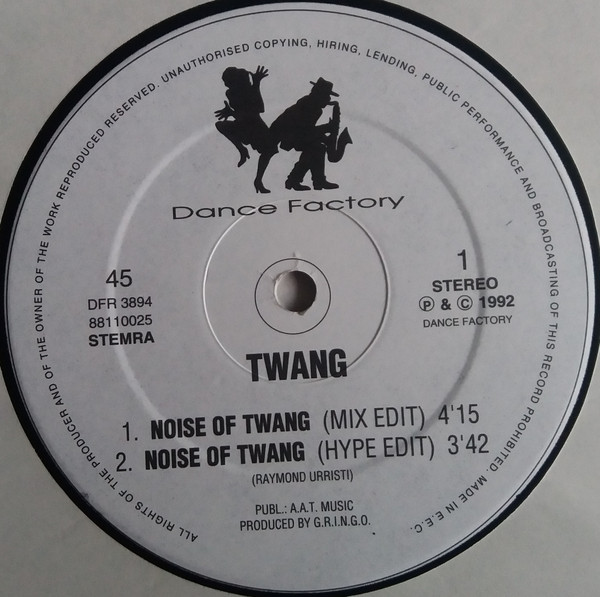 ALL RIGHTS OF THE PRODUCER AND OF THE OWNER OF THE WORK REPRODUCED RESERVED. UNAUTHORISED COPYING, HIRING, LENDING, PUBLIC PERFORMANCE AND BROADCASTING OF THIS RECORD PROHIBITED. MADE IN E.E.C.
Dance Factory
45
DFR 3894
88110025
STEMRA
1
STEREO
Ⓟ & © 1992
DANCE FACTORY
TWANG
1. NOISE OF TWANG (MIX EDIT) 4'15
2. NOISE OF TWANG (HYPE EDIT) 3'42
(RAYMOND URRISTI)
PUBL.: A.A.T. MUSIC
PRODUCED BY G.R.I.N.G.O.